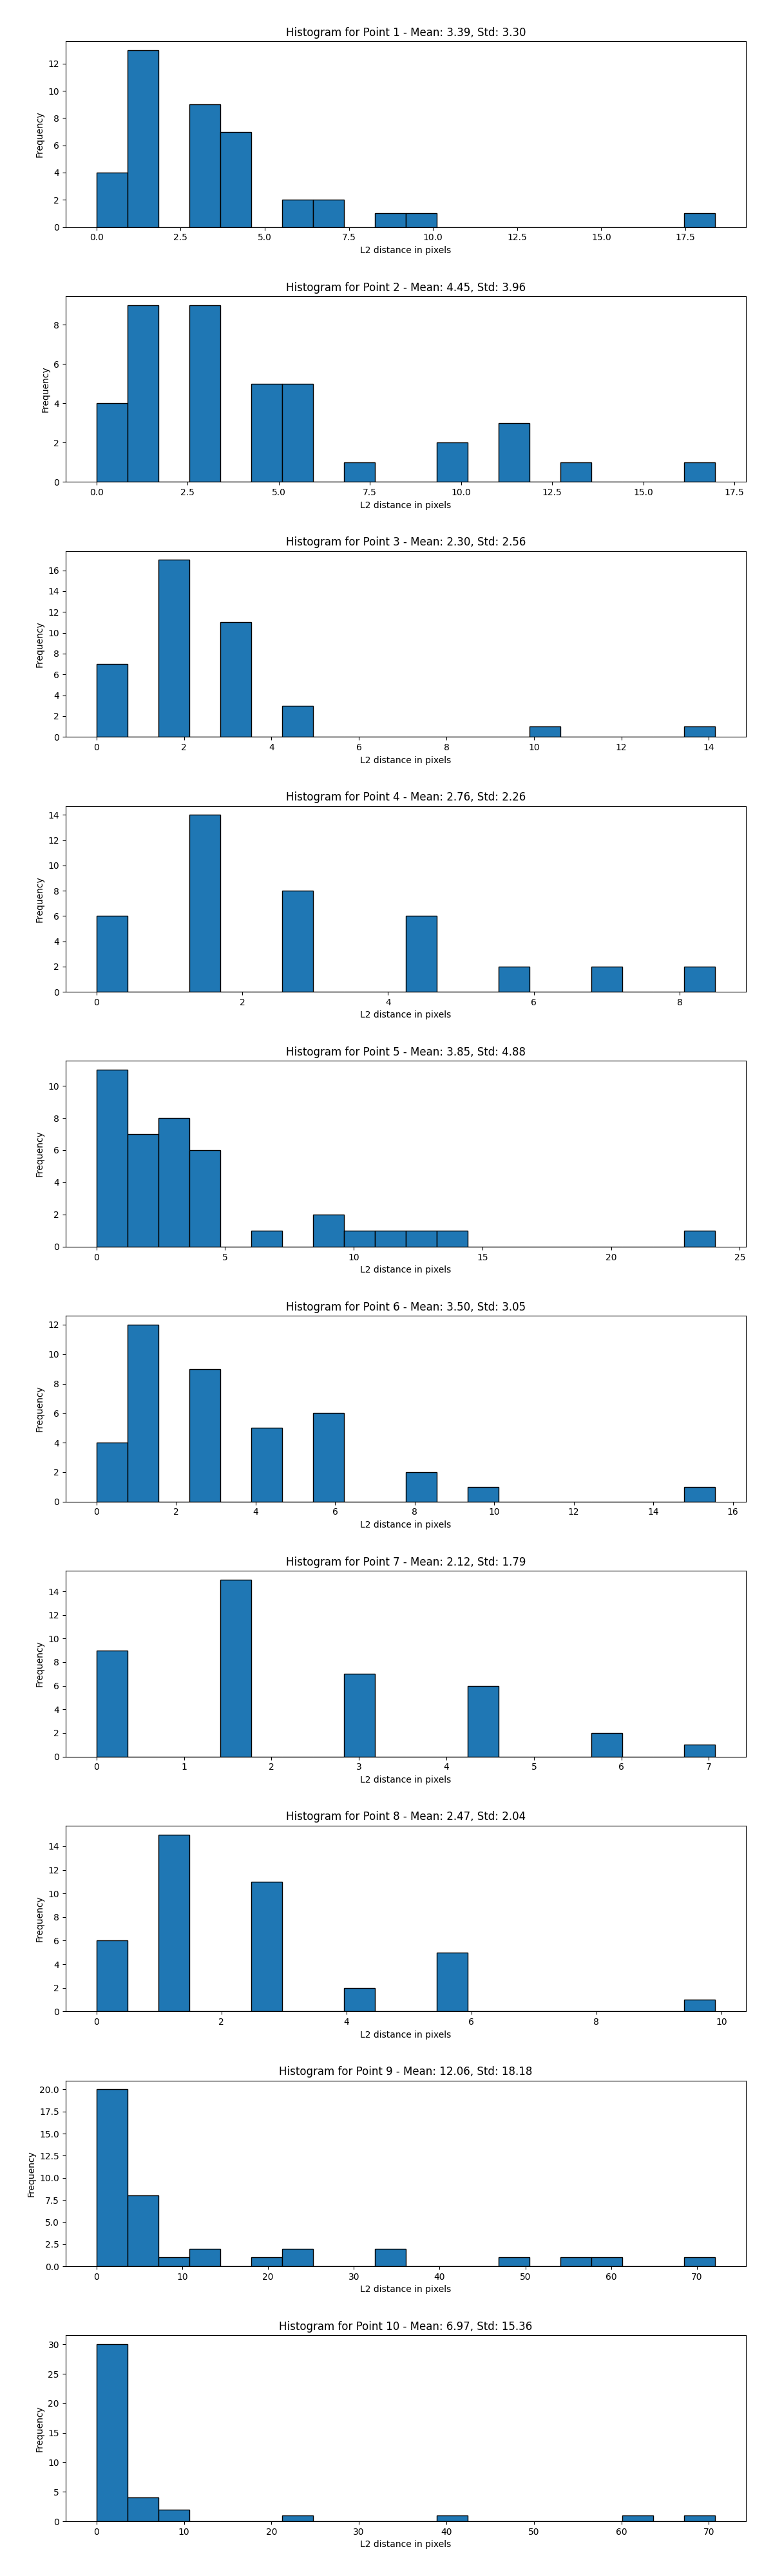 Histogram for Point 1 - Mean: 3.39, Std: 3.30
Frequency
12
10
8
6
4
2
0
0.0 2.5 5.0 7.5 10.0 12.5 15.0 17.5
L2 distance in pixels
Histogram for Point 2 - Mean: 4.45, Std: 3.96
Frequency
8
6
4
2
0
0.0 2.5 5.0 7.5 10.0 12.5 15.0 17.5
L2 distance in pixels
Histogram for Point 3 - Mean: 2.30, Std: 2.56
Frequency
16
14
12
10
8
6
4
2
0
0 2 4 6 8 10 12 14
L2 distance in pixels
Histogram for Point 4 - Mean: 2.76, Std: 2.26
Frequency
14
12
10
8
6
4
2
0
0 2 4 6 8
L2 distance in pixels
Histogram for Point 5 - Mean: 3.85, Std: 4.88
Frequency
10
8
6
4
2
0
0 5 10 15 20 25
L2 distance in pixels
Histogram for Point 6 - Mean: 3.50, Std: 3.05
Frequency
12
10
8
6
4
2
0
0 2 4 6 8 10 12 14 16
L2 distance in pixels
Histogram for Point 7 - Mean: 2.12, Std: 1.79
Frequency
14
12
10
8
6
4
2
0
0 1 2 3 4 5 6 7
L2 distance in pixels
Histogram for Point 8 - Mean: 2.47, Std: 2.04
Frequency
14
12
10
8
6
4
2
0
0 2 4 6 8 10
L2 distance in pixels
Histogram for Point 9 - Mean: 12.06, Std: 18.18
Frequency
20.0
17.5
15.0
12.5
10.0
7.5
5.0
2.5
0.0
0 10 20 30 40 50 60 70
L2 distance in pixels
Histogram for Point 10 - Mean: 6.97, Std: 15.36
Frequency
30
25
20
15
10
5
0
0 10 20 30 40 50 60 70
L2 distance in pixels